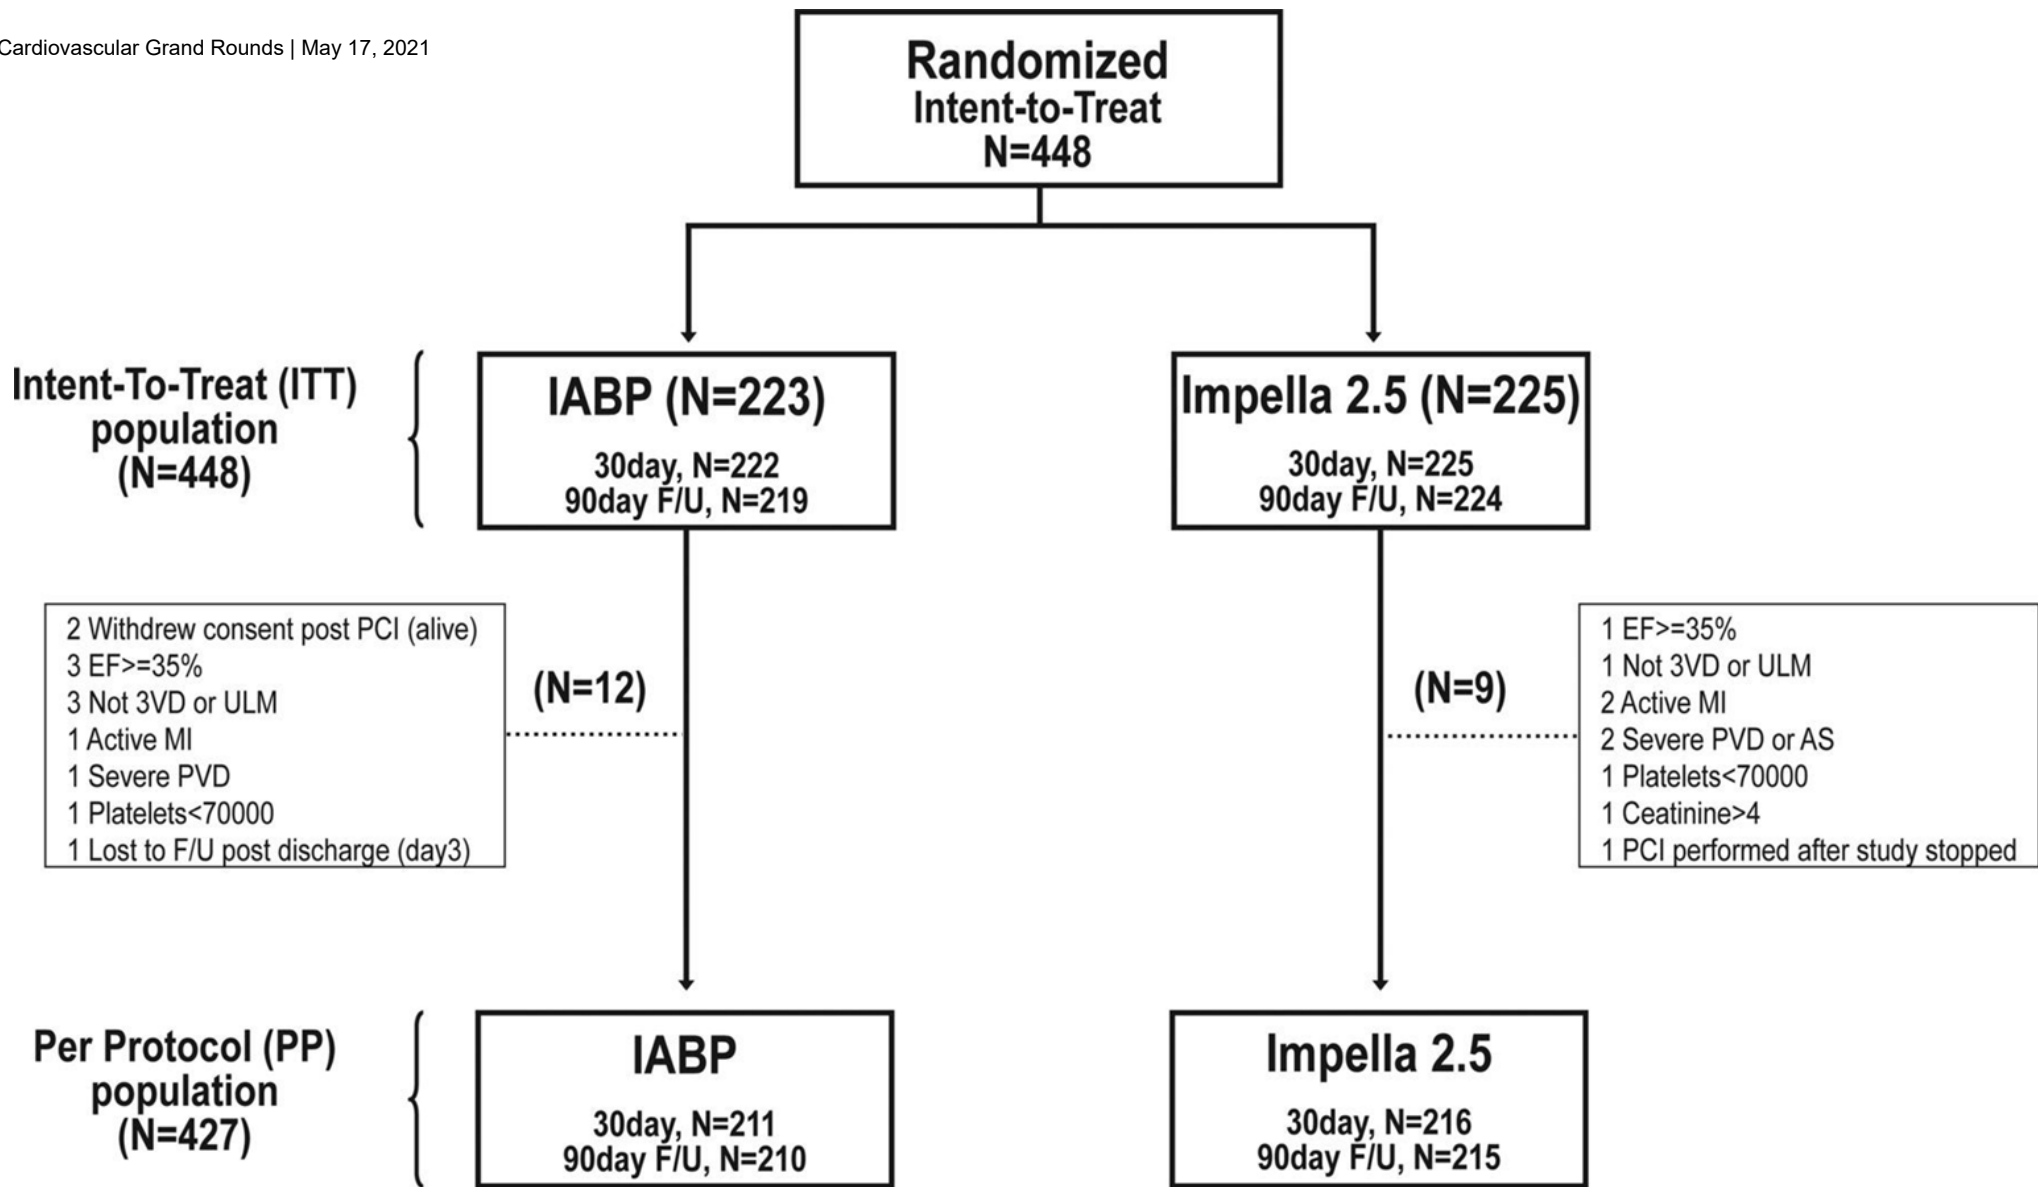 Cardiovascular Grand Rounds | May 17, 2021
Randomized
Intent-to-Treat
N=448
Intent-To-Treat (ITT)
population
(N=448)
IABP (N=223)
30day, N=222
90day F/U, N=219
Impella 2.5 (N=225)
30day, N=225
90day F/U, N=224
2 Withdrew consent post PCI (alive)
3 EF>=35%
3 Not 3VD or ULM
1 Active MI
1 Severe PVD
1 Platelets<70000
1 Lost to F/U post discharge (day3)
(N=12)
(N=9)
1 EF>=35%
1 Not 3VD or ULM
2 Active MI
2 Severe PVD or AS
1 Platelets<70000
1 Ceatinine>4
1 PCI performed after study stopped
Per Protocol (PP)
population
(N=427)
IABP
30day, N=211
90day F/U, N=210
Impella 2.5
30day, N=216
90day F/U, N=215